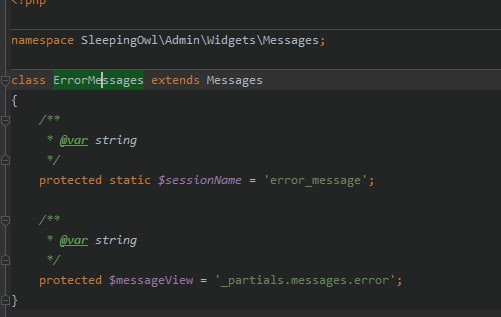 <?php
namespace SleepingOwl\Admin\Widgets\Messages;
class ErrorMessages extends Messages
{
/**
* @var string
*/
protected static $sessionName = 'error_message';
/**
* @var string
*/
protected $messageView = '_partials.messages.error';
}